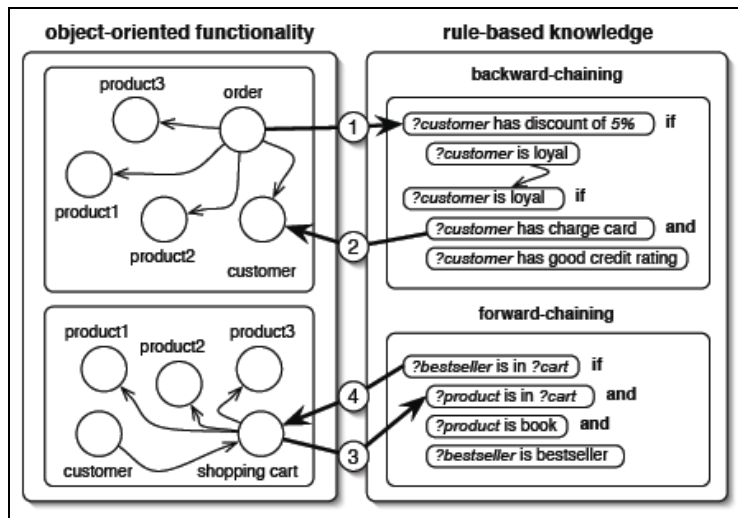 object-oriented functionality
product3
order
product1
product2
customer
product1
product2
product3
customer
shopping cart
1
2
4
3
rule-based knowledge
backward-chaining
?customer has discount of 5% if
?customer is loyal
?customer is loyal if
?customer has charge card and
?customer has good credit rating
forward-chaining
?bestseller is in ?cart if
?product is in ?cart and
?product is book and
?bestseller is bestseller